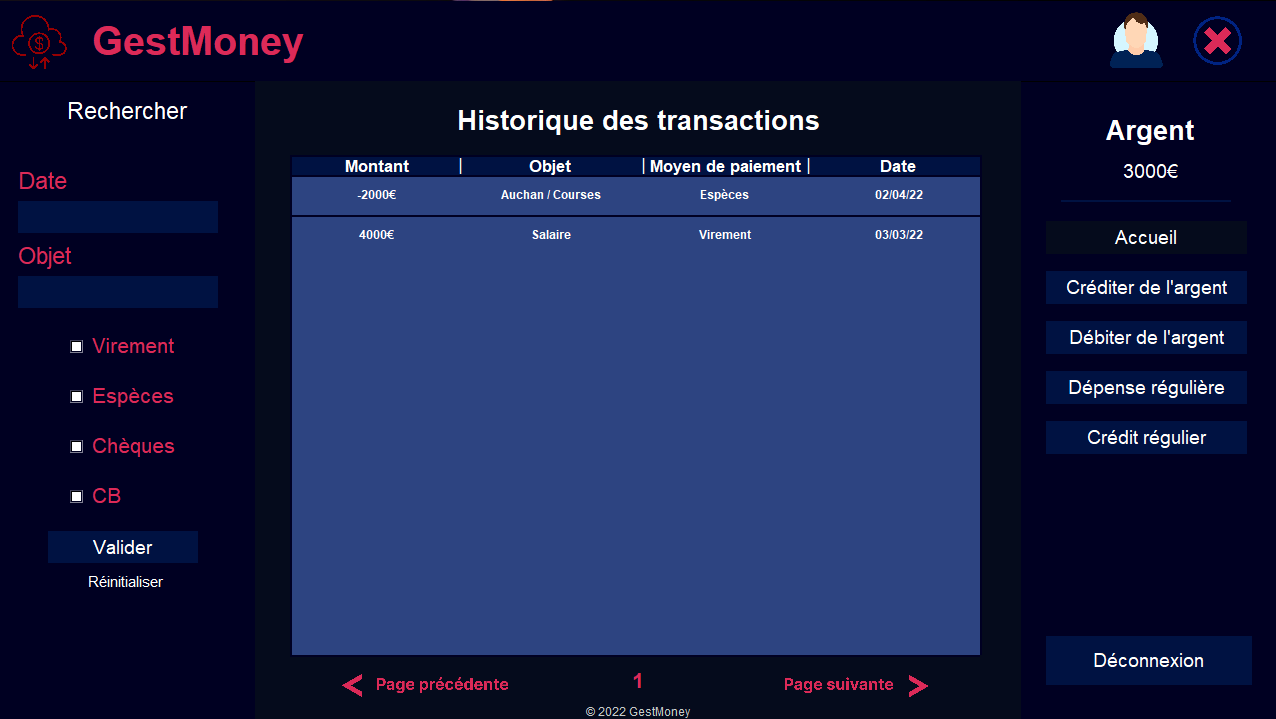 $
GestMoney
Rechercher
Date
Objet
Virement
Espèces
Chèques
CB
Valider
Réinitialiser
Historique des transactions
Montant | Objet | Moyen de paiement | Date
-2000€ Auchan / Courses Espèces 02/04/22
4000€ Salaire Virement 03/03/22
Page précédente 1 Page suivante
© 2022 GestMoney
Argent
3000€
Accueil
Créditer de l'argent
Débiter de l'argent
Dépense régulière
Crédit régulier
Déconnexion